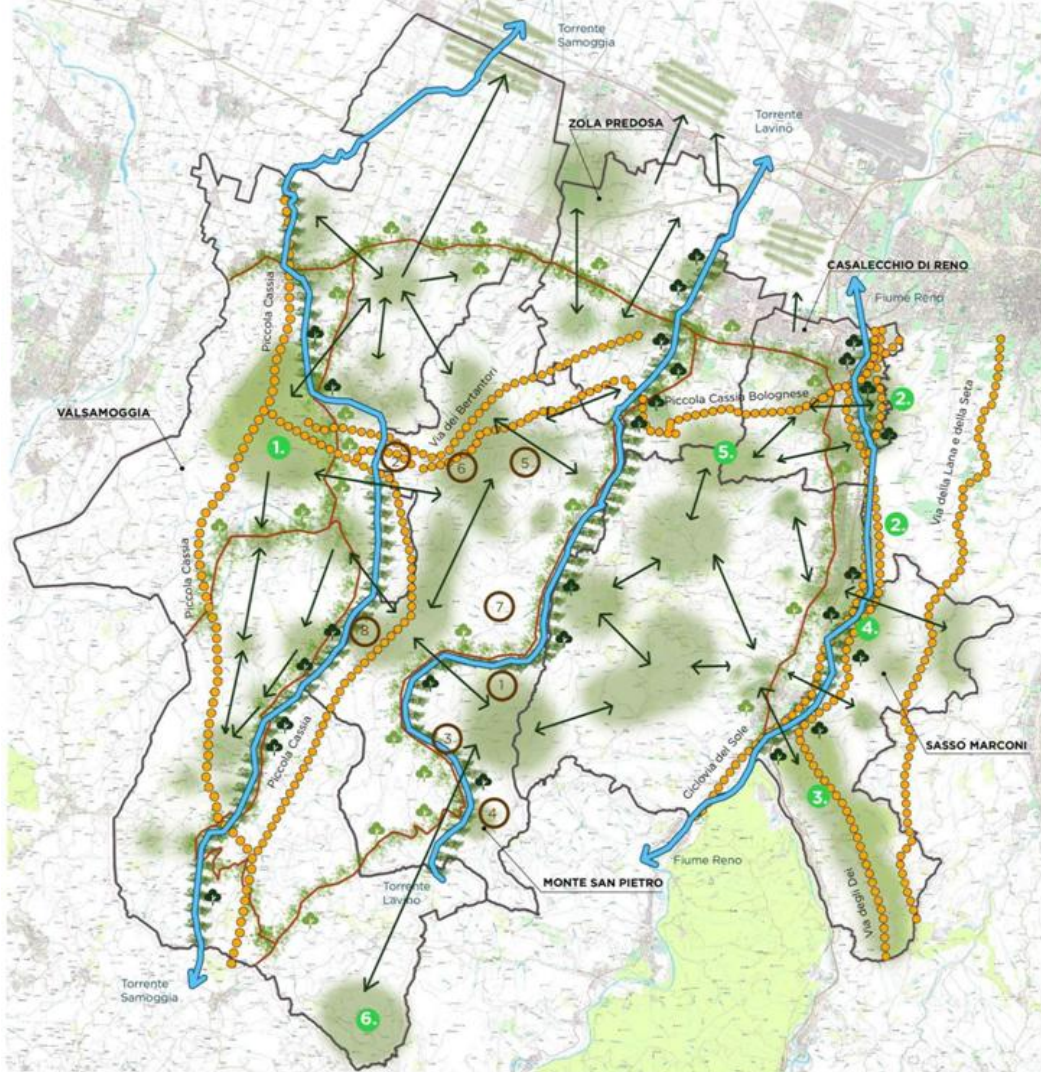 Torrente
Samoggia
ZOLA PREDOSA
Torrente
Lavino
CASALECCHIO DI RENO
Fiume Reno
Piccola Cassia
VALSAMOGGIA
1.
Via dei Bertantori
Piccola Cassia Bolognese
2.
Via della Lana e della Seta
2
6
5
5.
2.
Piccola Cassia
7
8
4.
1
Piccola Cassia
3
Ciclovia del Sole
SASSO MARCONI
3.
4
Fiume Reno
MONTE SAN PIETRO
Via degli Dei
Torrente
Lavino
Torrente
Samoggia
6.